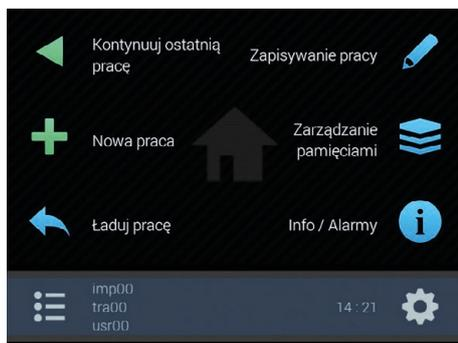 Kontynuuj ostatnią
pracę
Zapisywanie pracy
Nowa praca
Zarządzanie
pamięciami
Ładuj pracę
Info / Alarmy
imp00
tra00
usr00
14 : 21